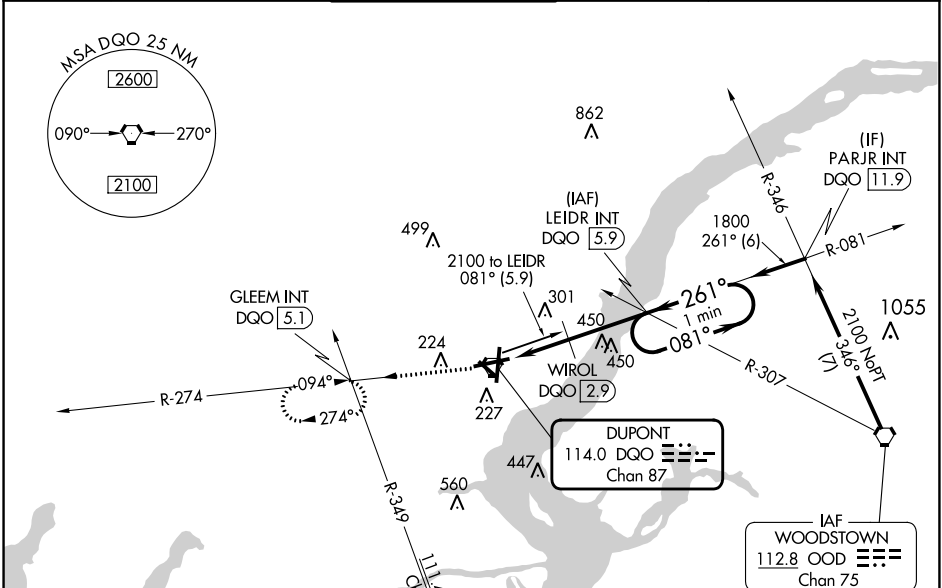 MSA DQO 25 NM
2600
090°
270°
2100
862
(IF)
PARJR INT
DQO 11.9
R-346
(IAF)
LEIDR INT
DQO 5.9
1800
261° (6)
R-081
499
2100 to LEIDR
081° (5.9)
GLEEM INT
DQO 5.1
301
261°
1 min
081°
1055
2100 NoPT
346°
(7)
224
450
450
R-307
WIROL
DQO 2.9
094°
274°
R-274
227
DUPONT
114.0 DQO
Chan 87
447
560
R-349
IAF
WOODSTOWN
112.8 OOD
Chan 75